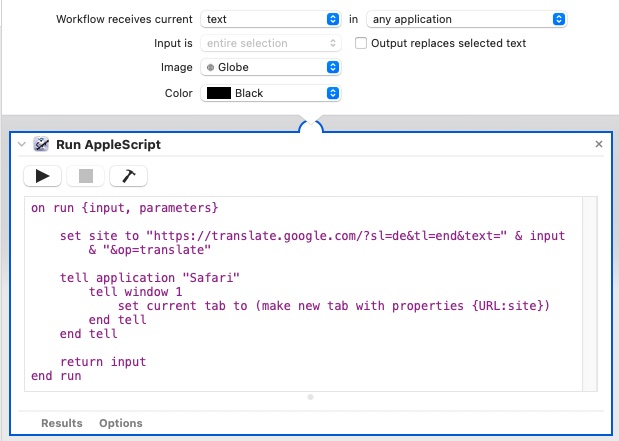 Workflow receives current text in any application
Input is entire selection Output replaces selected text
Image Globe
Color Black
Run AppleScript
on run {input, parameters}
set site to "https://translate.google.com/?sl=de&tl=end&text=" & input
& "&op=translate"
tell application "Safari"
tell window 1
set current tab to (make new tab with properties {URL:site})
end tell
end tell
return input
end run
Results Options